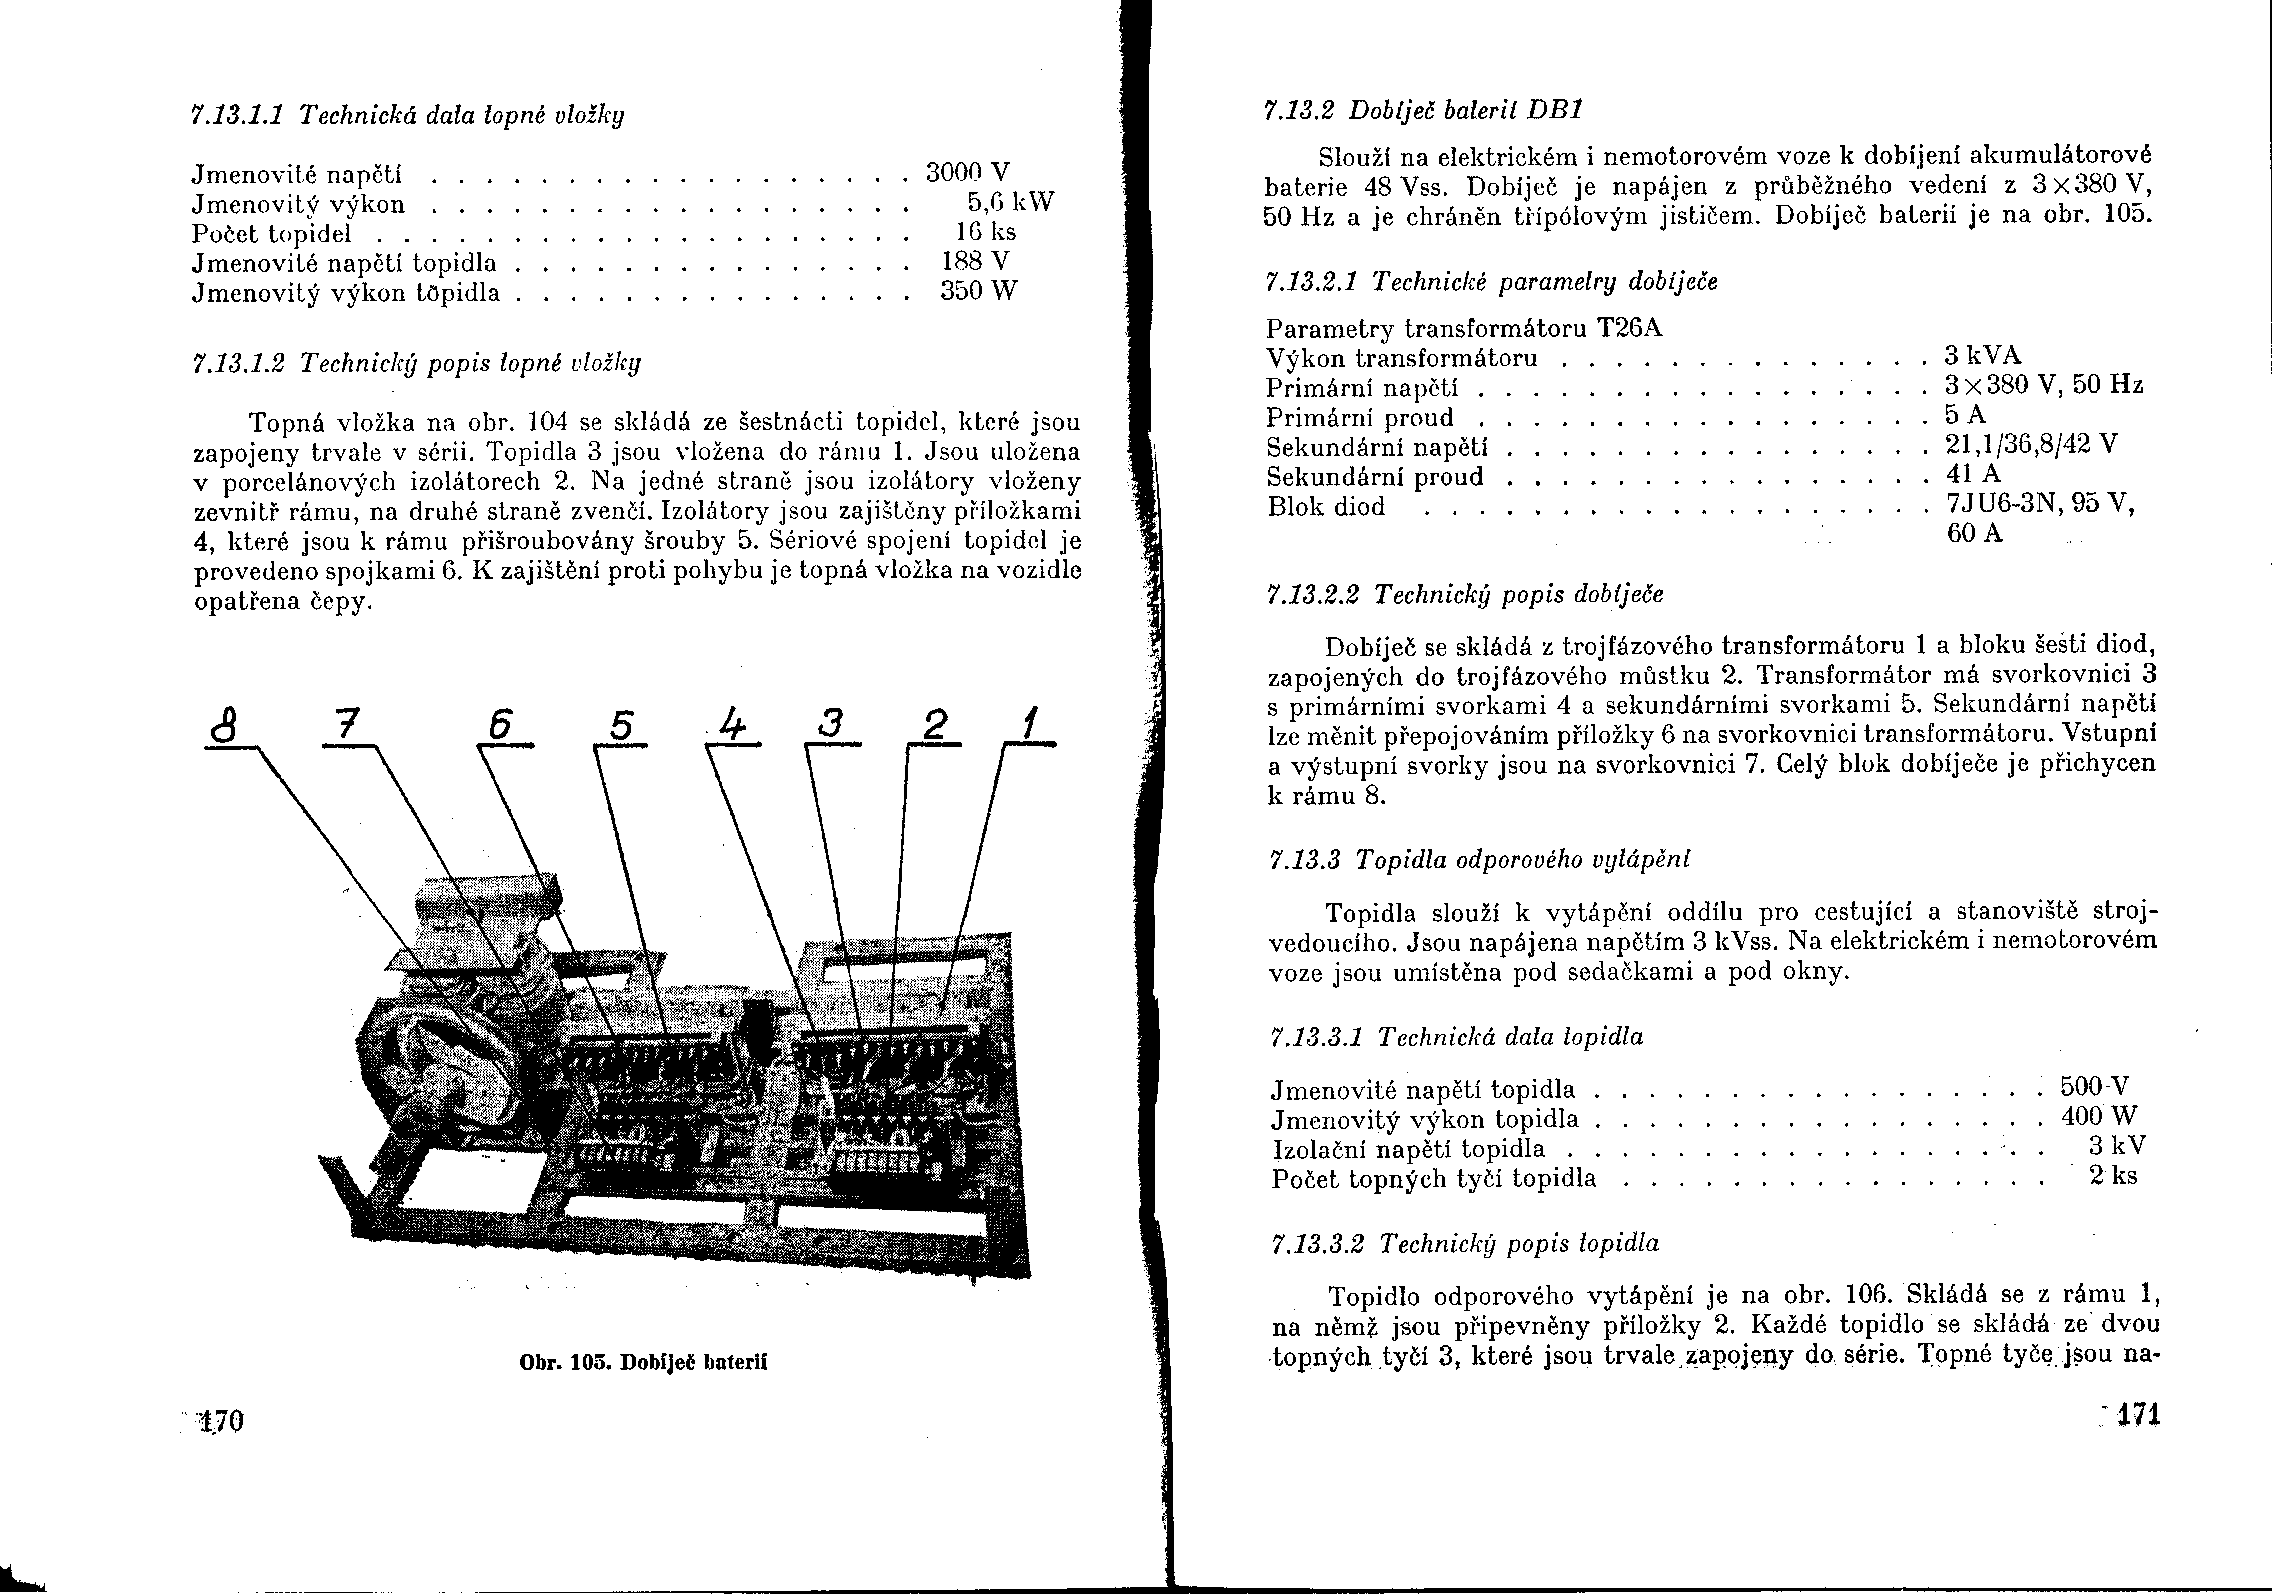 7.13.1.1 Technická data topné vložky
Jmenovité napětí . . . . . . . . . . . . . . . . . . 3000 V
Jmenovitý výkon . . . . . . . . . . . . . . . . . . 5,6 kW
Počet topidel . . . . . . . . . . . . . . . . . . . . 16 ks
Jmenovité napětí topidla . . . . . . . . . . . . . . . 188 V
Jmenovitý výkon topidla . . . . . . . . . . . . . . . 350 W
7.13.1.2 Technický popis topné vložky
Topná vložka na obr. 104 se skládá ze šestnácti topidel, které jsou
zapojeny trvale v sérii. Topidla 3 jsou vložena do rámu 1. Jsou uložena
v porcelánových izolátorech 2. Na jedné straně jsou izolátory vloženy
zevnitř rámu, na druhé straně zvenčí. Izolátory jsou zajištěny příložkami
4, které jsou k rámu přišroubovány šrouby 5. Sériové spojení topidel je
provedeno spojkami 6. K zajištění proti pohybu je topná vložka na vozidle
opatřena čepy.
8 7 6 5 4 3 2 1
Obr. 105. Dobíječ baterií
170
7.13.2 Dobíječ baterií DB1
Slouží na elektrickém i nemotorovém voze k dobíjení akumulátorové
baterie 48 Vss. Dobíječ je napájen z průběžného vedení z 3×380 V,
50 Hz a je chráněn třípólovým jističem. Dobíječ baterií je na obr. 105.
7.13.2.1 Technické parametry dobíječe
Parametry transformátoru T26A
Výkon transformátoru . . . . . . . . . . . . . . 3 kVA
Primární napětí . . . . . . . . . . . . . . . . . 3×380 V, 50 Hz
Primární proud . . . . . . . . . . . . . . . . . 5 A
Sekundární napětí . . . . . . . . . . . . . . . . 21,1/36,8/42 V
Sekundární proud . . . . . . . . . . . . . . . . 41 A
Blok diod . . . . . . . . . . . . . . . . . . . 7JU6-3N, 95 V,
60 A
7.13.2.2 Technický popis dobíječe
Dobíječ se skládá z trojfázového transformátoru 1 a bloku šesti diod,
zapojených do trojfázového můstku 2. Transformátor má svorkovnici 3
s primárními svorkami 4 a sekundárními svorkami 5. Sekundární napětí
lze měnit přepojováním příložky 6 na svorkovnici transformátoru. Vstupní
a výstupní svorky jsou na svorkovnici 7. Celý blok dobíječe je přichycen
k rámu 8.
7.13.3 Topidla odporového vytápění
Topidla slouží k vytápění oddílu pro cestující a stanoviště stroj-
vedoucího. Jsou napájena napětím 3 kVss. Na elektrickém i nemotorovém
voze jsou umístěna pod sedačkami a pod okny.
7.13.3.1 Technická data topidla
Jmenovité napětí topidla . . . . . . . . . . . . . . . . . 500 V
Jmenovitý výkon topidla . . . . . . . . . . . . . . . . . 400 W
Izolační napětí topidla . . . . . . . . . . . . . . . . . . 3 kV
Počet topných tyčí topidla . . . . . . . . . . . . . . . . 2 ks
7.13.3.2 Technický popis topidla
Topidlo odporového vytápění je na obr. 106. Skládá se z rámu 1,
na němž jsou připevněny příložky 2. Každé topidlo se skládá ze dvou
topných tyčí 3, které jsou trvale zapojeny do série. Topné tyče jsou na-
171